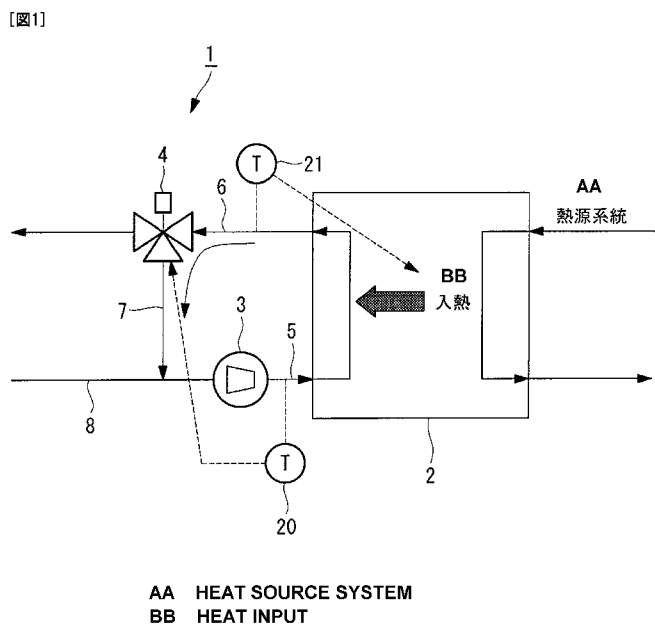 [図1]
1
4
T
21
AA
熱源系統
6
BB
入熱
7
3
5
8
2
T
20
AA HEAT SOURCE SYSTEM
BB HEAT INPUT